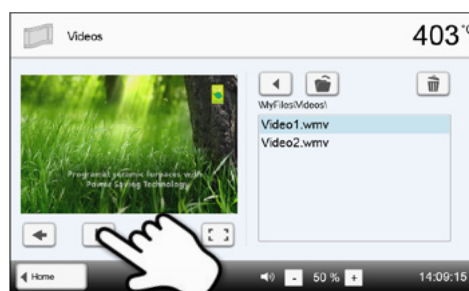 Videos
403°C
\MyFiles\Videos\
Video1.wmv
Video2.wmv
Programat ceramic furnaces with
Power Saving Technology
Home
- 50 % +
14:09:15